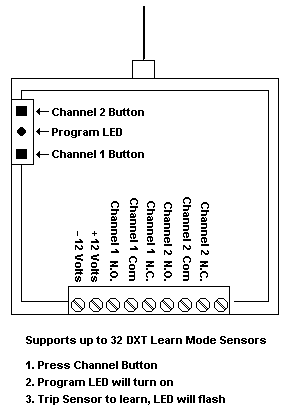 Channel 2 Button
Program LED
Channel 1 Button
– 12 Volts
+ 12 Volts
Channel 1 N.O.
Channel 1 Com
Channel 1 N.C.
Channel 2 N.O.
Channel 2 Com
Channel 2 N.C.
Supports up to 32 DXT Learn Mode Sensors
1. Press Channel Button
2. Program LED will turn on
3. Trip Sensor to learn, LED will flash